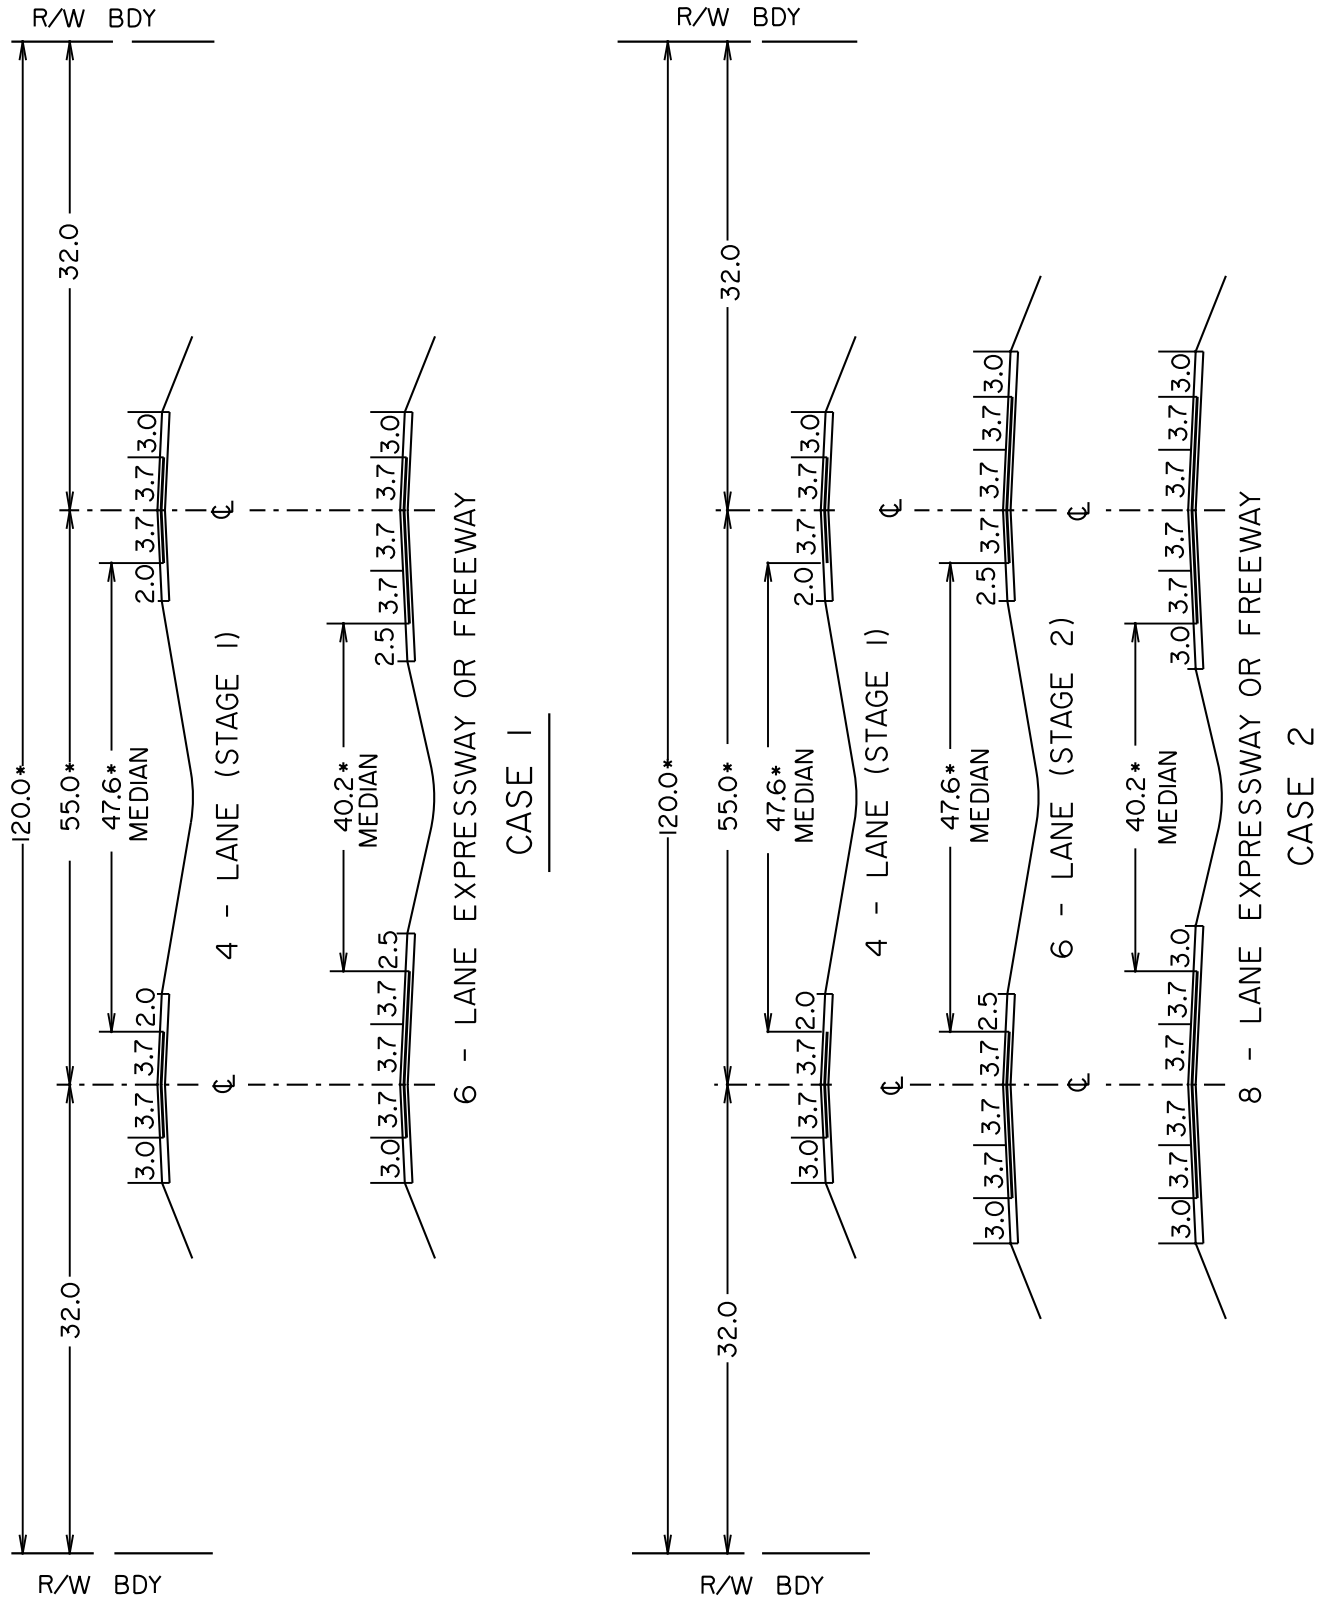 R/W BDY
R/W BDY
120.0*
32.0
55.0*
32.0
47.6*
MEDIAN
3.0 3.7 3.7 2.0
2.0 3.7 3.7 3.0
℄
℄
4 - LANE (STAGE 1)
40.2*
MEDIAN
3.0 3.7 3.7 3.7 2.5
2.5 3.7 3.7 3.7 3.0
6 - LANE EXPRESSWAY OR FREEWAY
CASE 1
R/W BDY
R/W BDY
120.0*
32.0
55.0*
32.0
47.6*
MEDIAN
3.0 3.7 3.7 2.0
2.0 3.7 3.7 3.0
℄
℄
4 - LANE (STAGE 1)
47.6*
MEDIAN
3.0 3.7 3.7 3.7 2.5
2.5 3.7 3.7 3.7 3.0
℄
℄
6 - LANE (STAGE 2)
40.2*
MEDIAN
3.0 3.7 3.7 3.7 3.7 3.0
3.0 3.7 3.7 3.7 3.7 3.0
8 - LANE EXPRESSWAY OR FREEWAY
CASE 2